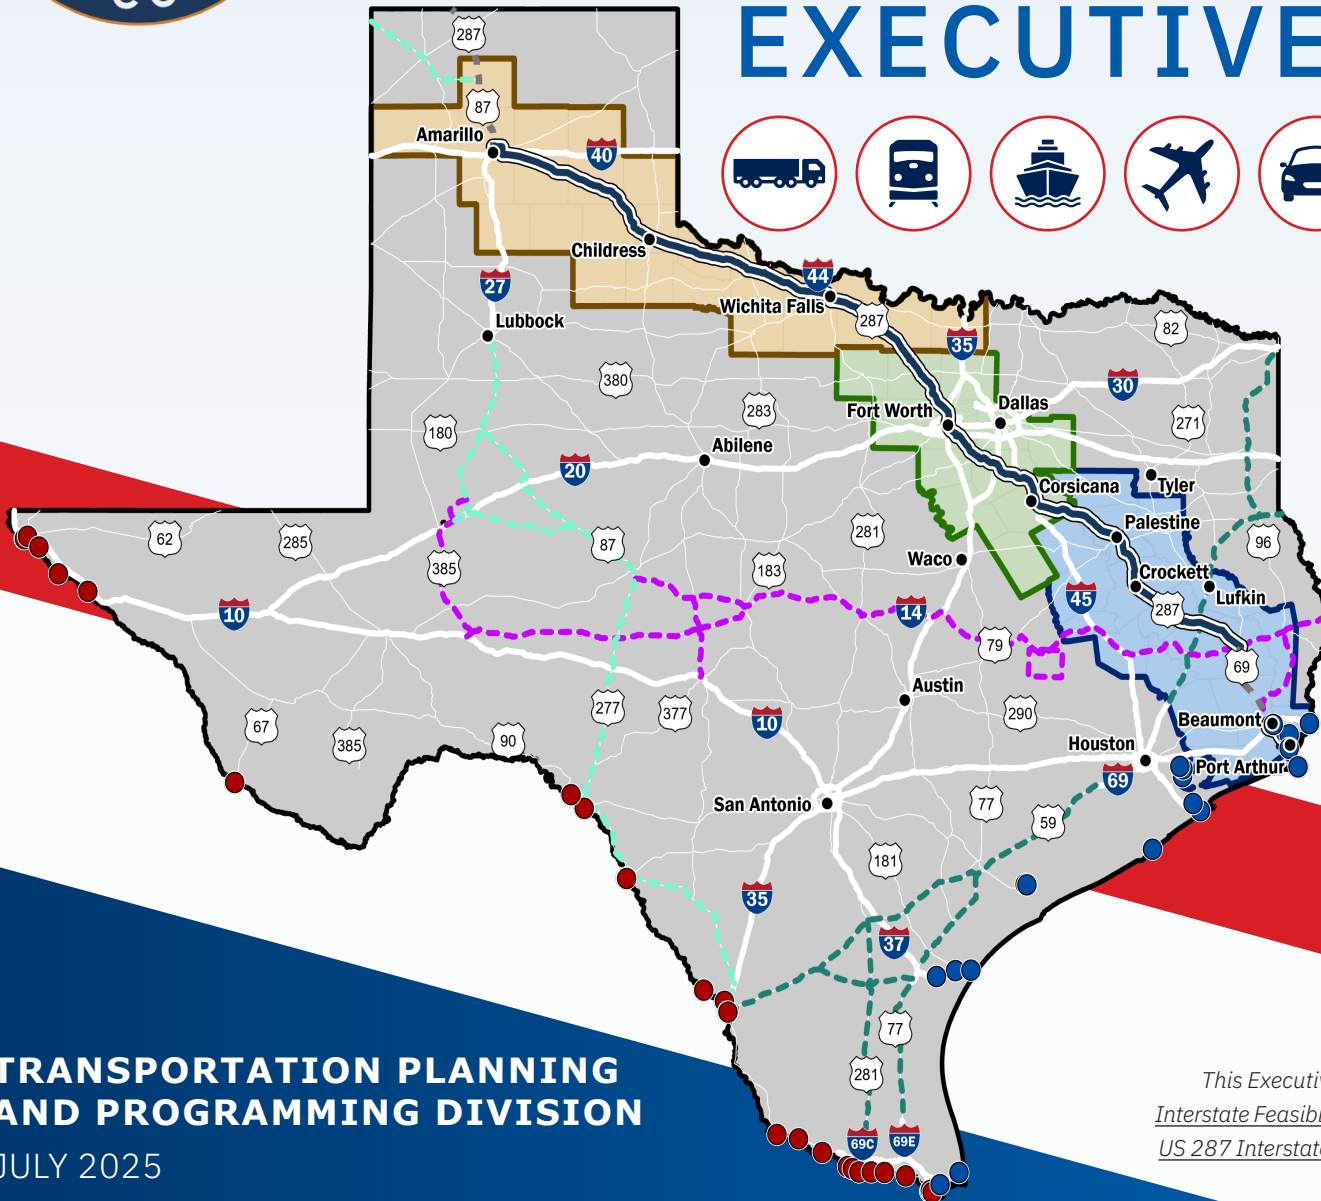 EXECUTIVE
287
87
Amarillo
40
Childress
27
44
Wichita Falls
287
Lubbock
35
82
380
30
283
Fort Worth
Dallas
271
180
Abilene
20
Corsicana
Tyler
Palestine
62
285
87
281
96
Waco
385
183
Crockett
Lufkin
10
14
45
287
79
69
Austin
67
385
90
277
377
10
290
Beaumont
Houston
69
Port Arthur
San Antonio
77
59
181
35
37
77
281
69C
69E
TRANSPORTATION PLANNING
AND PROGRAMMING DIVISION
JULY 2025
This Executi
Interstate Feasibl
US 287 Interstat